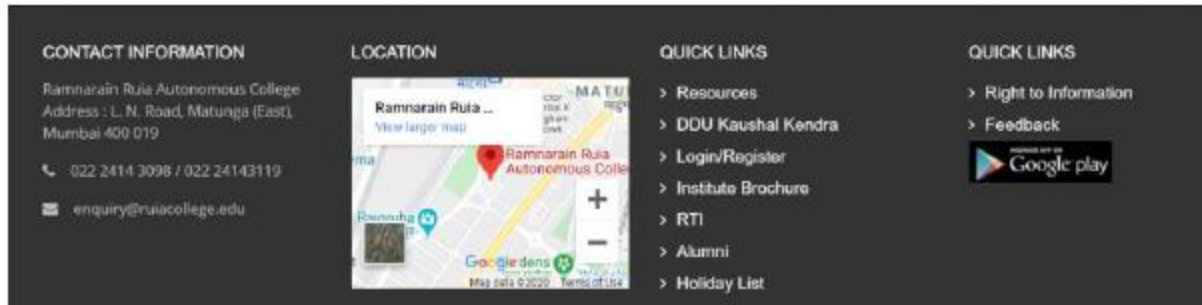 CONTACT INFORMATION
Ramnarain Ruia Autonomous College
Address : L. N. Road, Matunga (East),
Mumbai 400 019
022 2414 3098 / 022 24143119
enquiry@ruiacollege.edu
LOCATION
MATU
Ramnarain Ruia ...
View larger map
Ramnarain Ruia
Autonomous Colle
+
−
Google
dens
Map data ©2020 Terms of Use
QUICK LINKS
> Resources
> DDU Kaushal Kendra
> Login/Register
> Institute Brochure
> RTI
> Alumni
> Holiday List
QUICK LINKS
> Right to Information
> Feedback
Google play